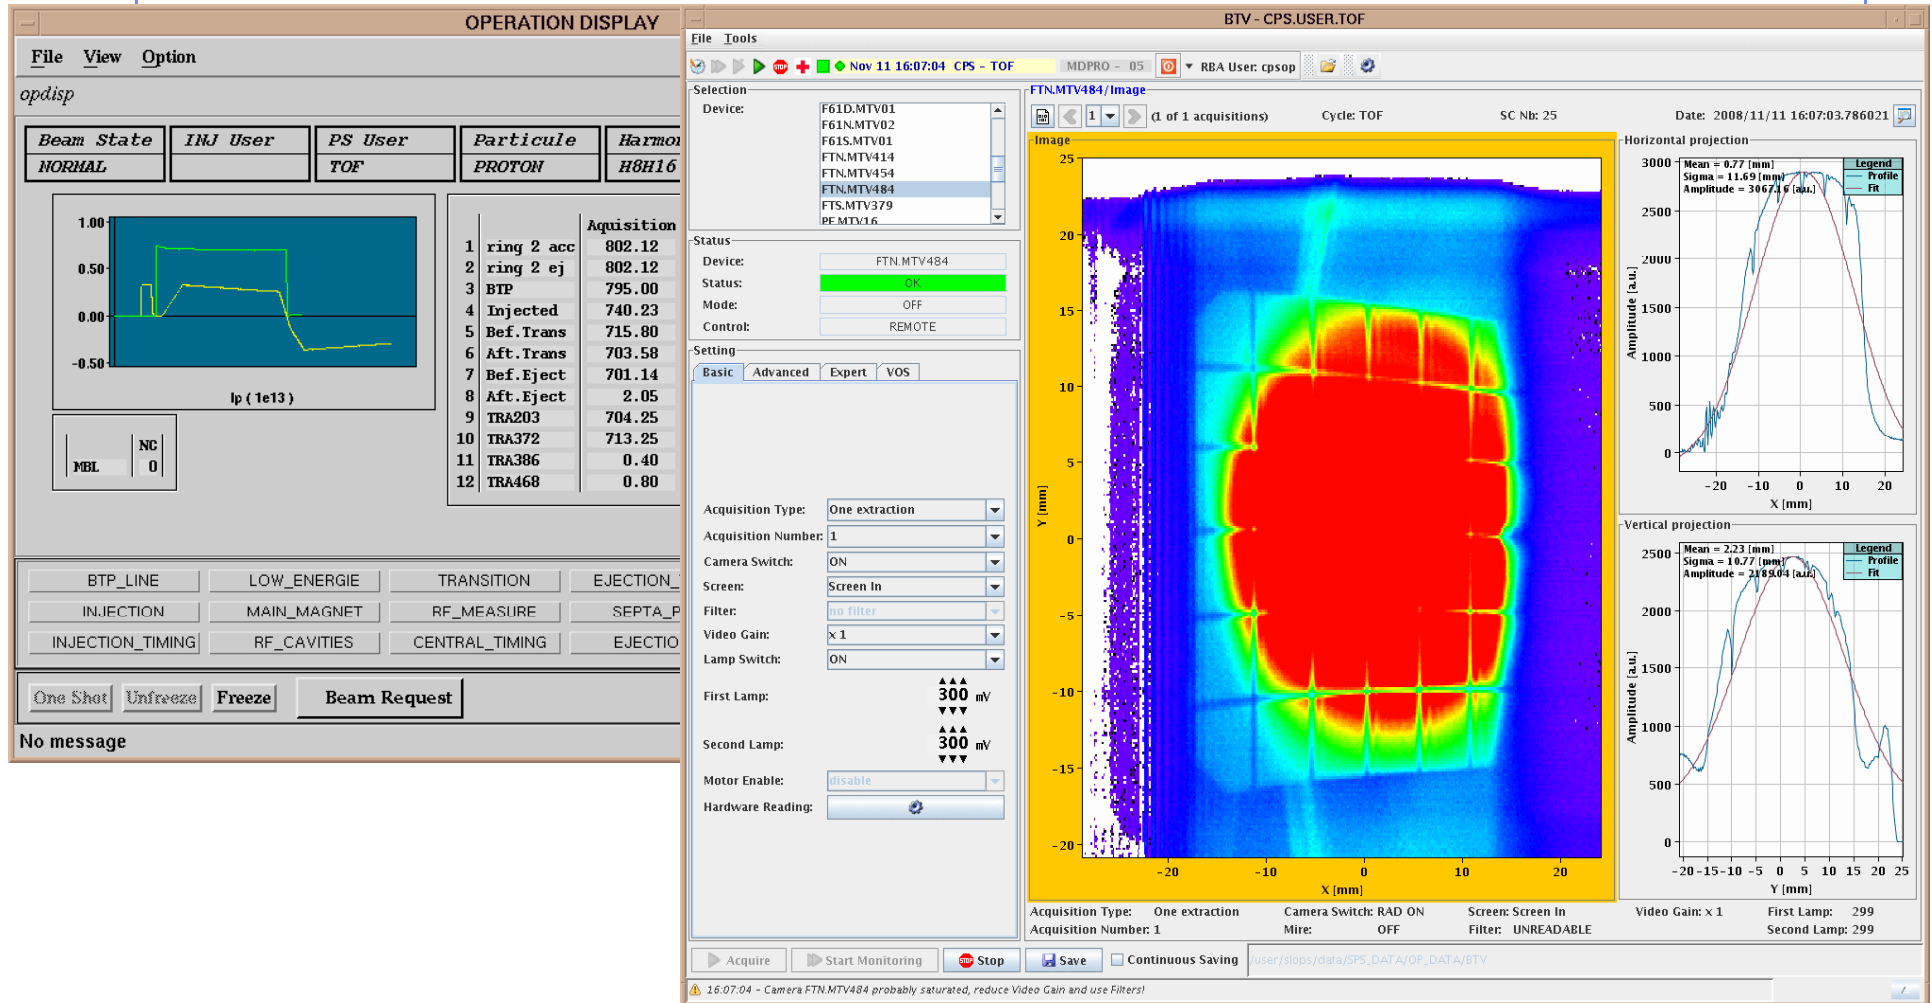 OPERATION DISPLAY
File View Option
opdisp
Beam State INJ User PS User Particule Harmo
NORMAL TOF PROTON H8H16
1.00
0.50
0.00
-0.50
Ip ( 1e13 )
NC
MBL 0
Aquisition
1 ring 2 acc 802.12
2 ring 2 ej 802.12
3 BTP 795.00
4 Injected 740.23
5 Bef.Trans 715.80
6 Aft.Trans 703.58
7 Bef.Eject 701.14
8 Aft.Eject 2.05
9 TRA203 704.25
10 TRA372 713.25
11 TRA386 0.40
12 TRA468 0.80
BTP_LINE LOW_ENERGIE TRANSITION EJECTION_
INJECTION MAIN_MAGNET RF_MEASURE SEPTA_P
INJECTION_TIMING RF_CAVITIES CENTRAL_TIMING EJECTIO
One Shot Unfreeze Freeze Beam Request
No message
BTV - CPS.USER.TOF
File Tools
STOP Nov 11 16:07:04 CPS - TOF MDPRO - 05 RBA User: cpsop
Selection
Device:
F61D.MTV01
F61N.MTV02
F61S.MTV01
FTN.MTV414
FTN.MTV454
FTN.MTV484
FTS.MTV379
PE.MTV16
Status
Device: FTN.MTV484
Status: OK
Mode: OFF
Control: REMOTE
Setting
Basic Advanced Expert VOS
Acquisition Type: One extraction
Acquisition Number: 1
Camera Switch: ON
Screen: Screen In
Filter: no filter
Video Gain: x 1
Lamp Switch: ON
First Lamp: 300 mV
Second Lamp: 300 mV
Motor Enable: disable
Hardware Reading:
FTN.MTV484/Image
1 (1 of 1 acquisitions) Cycle: TOF SC Nb: 25 Date: 2008/11/11 16:07:03.786021
Image
25
20
15
10
5
0
-5
-10
-15
-20
Y [mm]
-20 -10 0 10 20
X [mm]
Horizontal projection
Mean = 0.77 [mm]
Sigma = 11.69 [mm]
Amplitude = 3067.16 [a.u.]
Legend
Profile
Fit
3000
2500
2000
1500
1000
500
0
Amplitude [a.u.]
-20 -10 0 10 20
X [mm]
Vertical projection
Mean = 2.23 [mm]
Sigma = 10.77 [mm]
Amplitude = 2189.04 [a.u.]
Legend
Profile
Fit
2500
2000
1500
1000
500
0
Amplitude [a.u.]
-20 -15 -10 -5 0 5 10 15 20 25
Y [mm]
Acquisition Type: One extraction Camera Switch: RAD ON Screen: Screen In Video Gain: x 1 First Lamp: 299
Acquisition Number: 1 Mire: OFF Filter: UNREADABLE Second Lamp: 299
Acquire Start Monitoring STOP Stop Save Continuous Saving /user/slops/data/SPS_DATA/OP_DATA/BTV
16:07:04 - Camera FTN.MTV484 probably saturated, reduce Video Gain and use Filters!